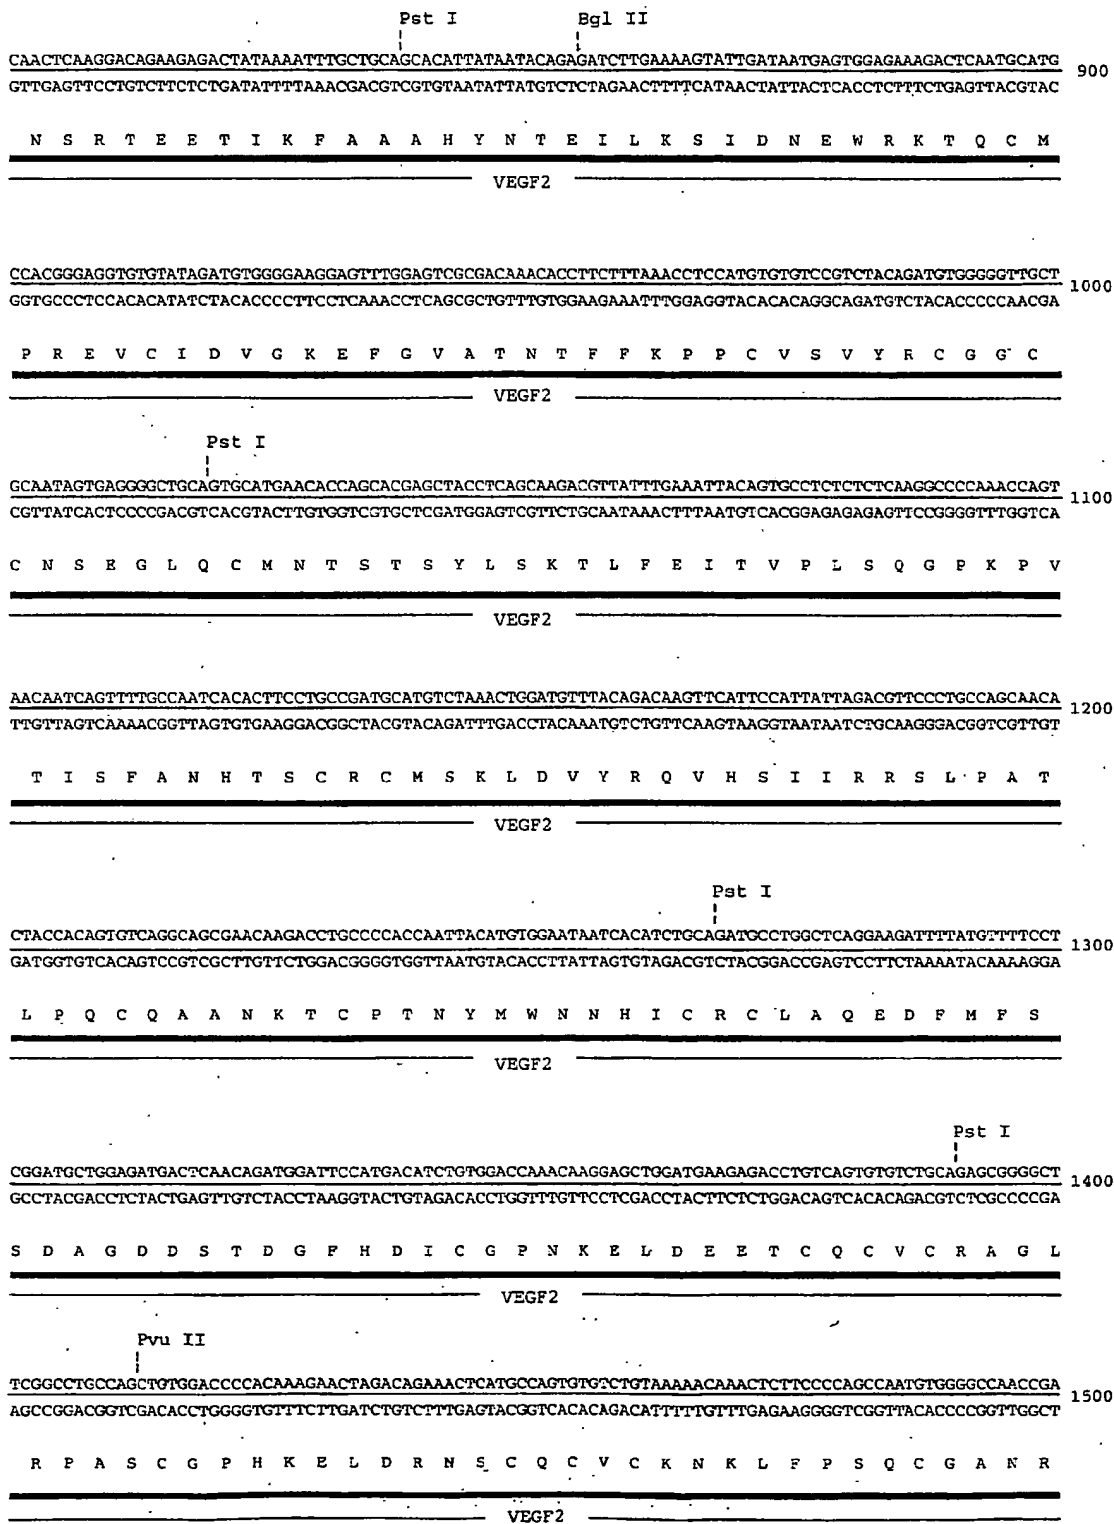 Pst I Bgl II
CAACTCAAGGACAGAAGAGACTATAAAATTTGCTGCAGCACATTATAATACAGAGATCTTGAAAAGTATTGATAATGAGTGGAGAAAGACTCAATGCATG
900
GTTGAGTTCCTGTCTTCTCTGATATTTTAAACGACGTCGTGTAATATTATGTCTCTAGAACTTTTCATAACTATTACTCACCTCTTTCTGAGTTACGTAC
N S R T E E T I K F A A A H Y N T E I L K S I D N E W R K T Q C M
VEGF2
CCACGGGAGGTGTGTATAGATGTGGGGAAGGAGTTTGGAGTCGCGACAAACACCTTCTTTAAACCTCCATGTGTGTCCGTCTACAGATGTGGGGGTTGCT
1000
GGTGCCCTCCACACATATCTACACCCCTTCCTCAAACCTCAGCGCTGTTTGTGGAAGAAATTTGGAGGTACACACAGGCAGATGTCTACACCCCCAACGA
P R E V C I D V G K E F G V A T N T F F K P P C V S V Y R C G G C
VEGF2
Pst I
GCAATAGTGAGGGGCTGCAGTGCATGAACACCAGCACGAGCTACCTCAGCAAGACGTTATTTGAAATTACAGTGCCTCTCTCTCAAGGCCCCAAACCAGT
1100
CGTTATCACTCCCCGACGTCACGTACTTGTGGTCGTGCTCGATGGAGTCGTTCTGCAATAAACTTTAATGTCACGGAGAGAGAGTTCCGGGGTTTGGTCA
C N S E G L Q C M N T S T S Y L S K T L F E I T V P L S Q G P K P V
VEGF2
AACAATCAGTTTTGCCAATCACACTTCCTGCCGATGCATGTCTAAACTGGATGTTTACAGACAAGTTCATTCCATTATTAGACGTTCCCTGCCAGCAACA
1200
TTGTTAGTCAAAACGGTTAGTGTGAAGGACGGCTACGTACAGATTTGACCTACAAATGTCTGTTCAAGTAAGGTAATAATCTGCAAGGGACGGTCGTTGT
T I S F A N H T S C R C M S K L D V Y R Q V H S I I R R S L P A T
VEGF2
Pst I
CTACCACAGTGTCAGGCAGCGAACAAGACCTGCCCCACCAATTACATGTGGAATAATCACATCTGCAGATGCCTGGCTCAGGAAGATTTTATGTTTTCCT
1300
GATGGTGTCACAGTCCGTCGCTTGTTCTGGACGGGGTGGTTAATGTACACCTTATTAGTGTAGACGTCTACGGACCGAGTCCTTCTAAAATACAAAAGGA
L P Q C Q A A N K T C P T N Y M W N N H I C R C L A Q E D F M F S
VEGF2
Pst I
CGGATGCTGGAGATGACTCAACAGATGGATTCCATGACATCTGTGGACCAAACAAGGAGCTGGATGAAGAGACCTGTCAGTGTGTCTGCAGAGCGGGGCT
1400
GCCTACGACCTCTACTGAGTTGTCTACCTAAGGTACTGTAGACACCTGGTTTGTTCCTCGACCTACTTCTCTGGACAGTCACACAGACGTCTCGCCCCGA
S D A G D D S T D G F H D I C G P N K E L D E E T C Q C V C R A G L
VEGF2
Pvu II
TCGGCCTGCCAGCTGTGGACCCCACAAAGAACTAGACAGAAACTCATGCCAGTGTGTCTGTAAAAACAAACTCTTCCCCAGCCAATGTGGGGCCAACCGA
1500
AGCCGGACGGTCGACACCTGGGGTGTTTCTTGATCTGTCTTTGAGTACGGTCACACAGACATTTTTGTTTGAGAAGGGGTCGGTTACACCCCGGTTGGCT
R P A S C G P H K E L D R N S C Q C V C K N K L F P S Q C G A N R
VEGF2